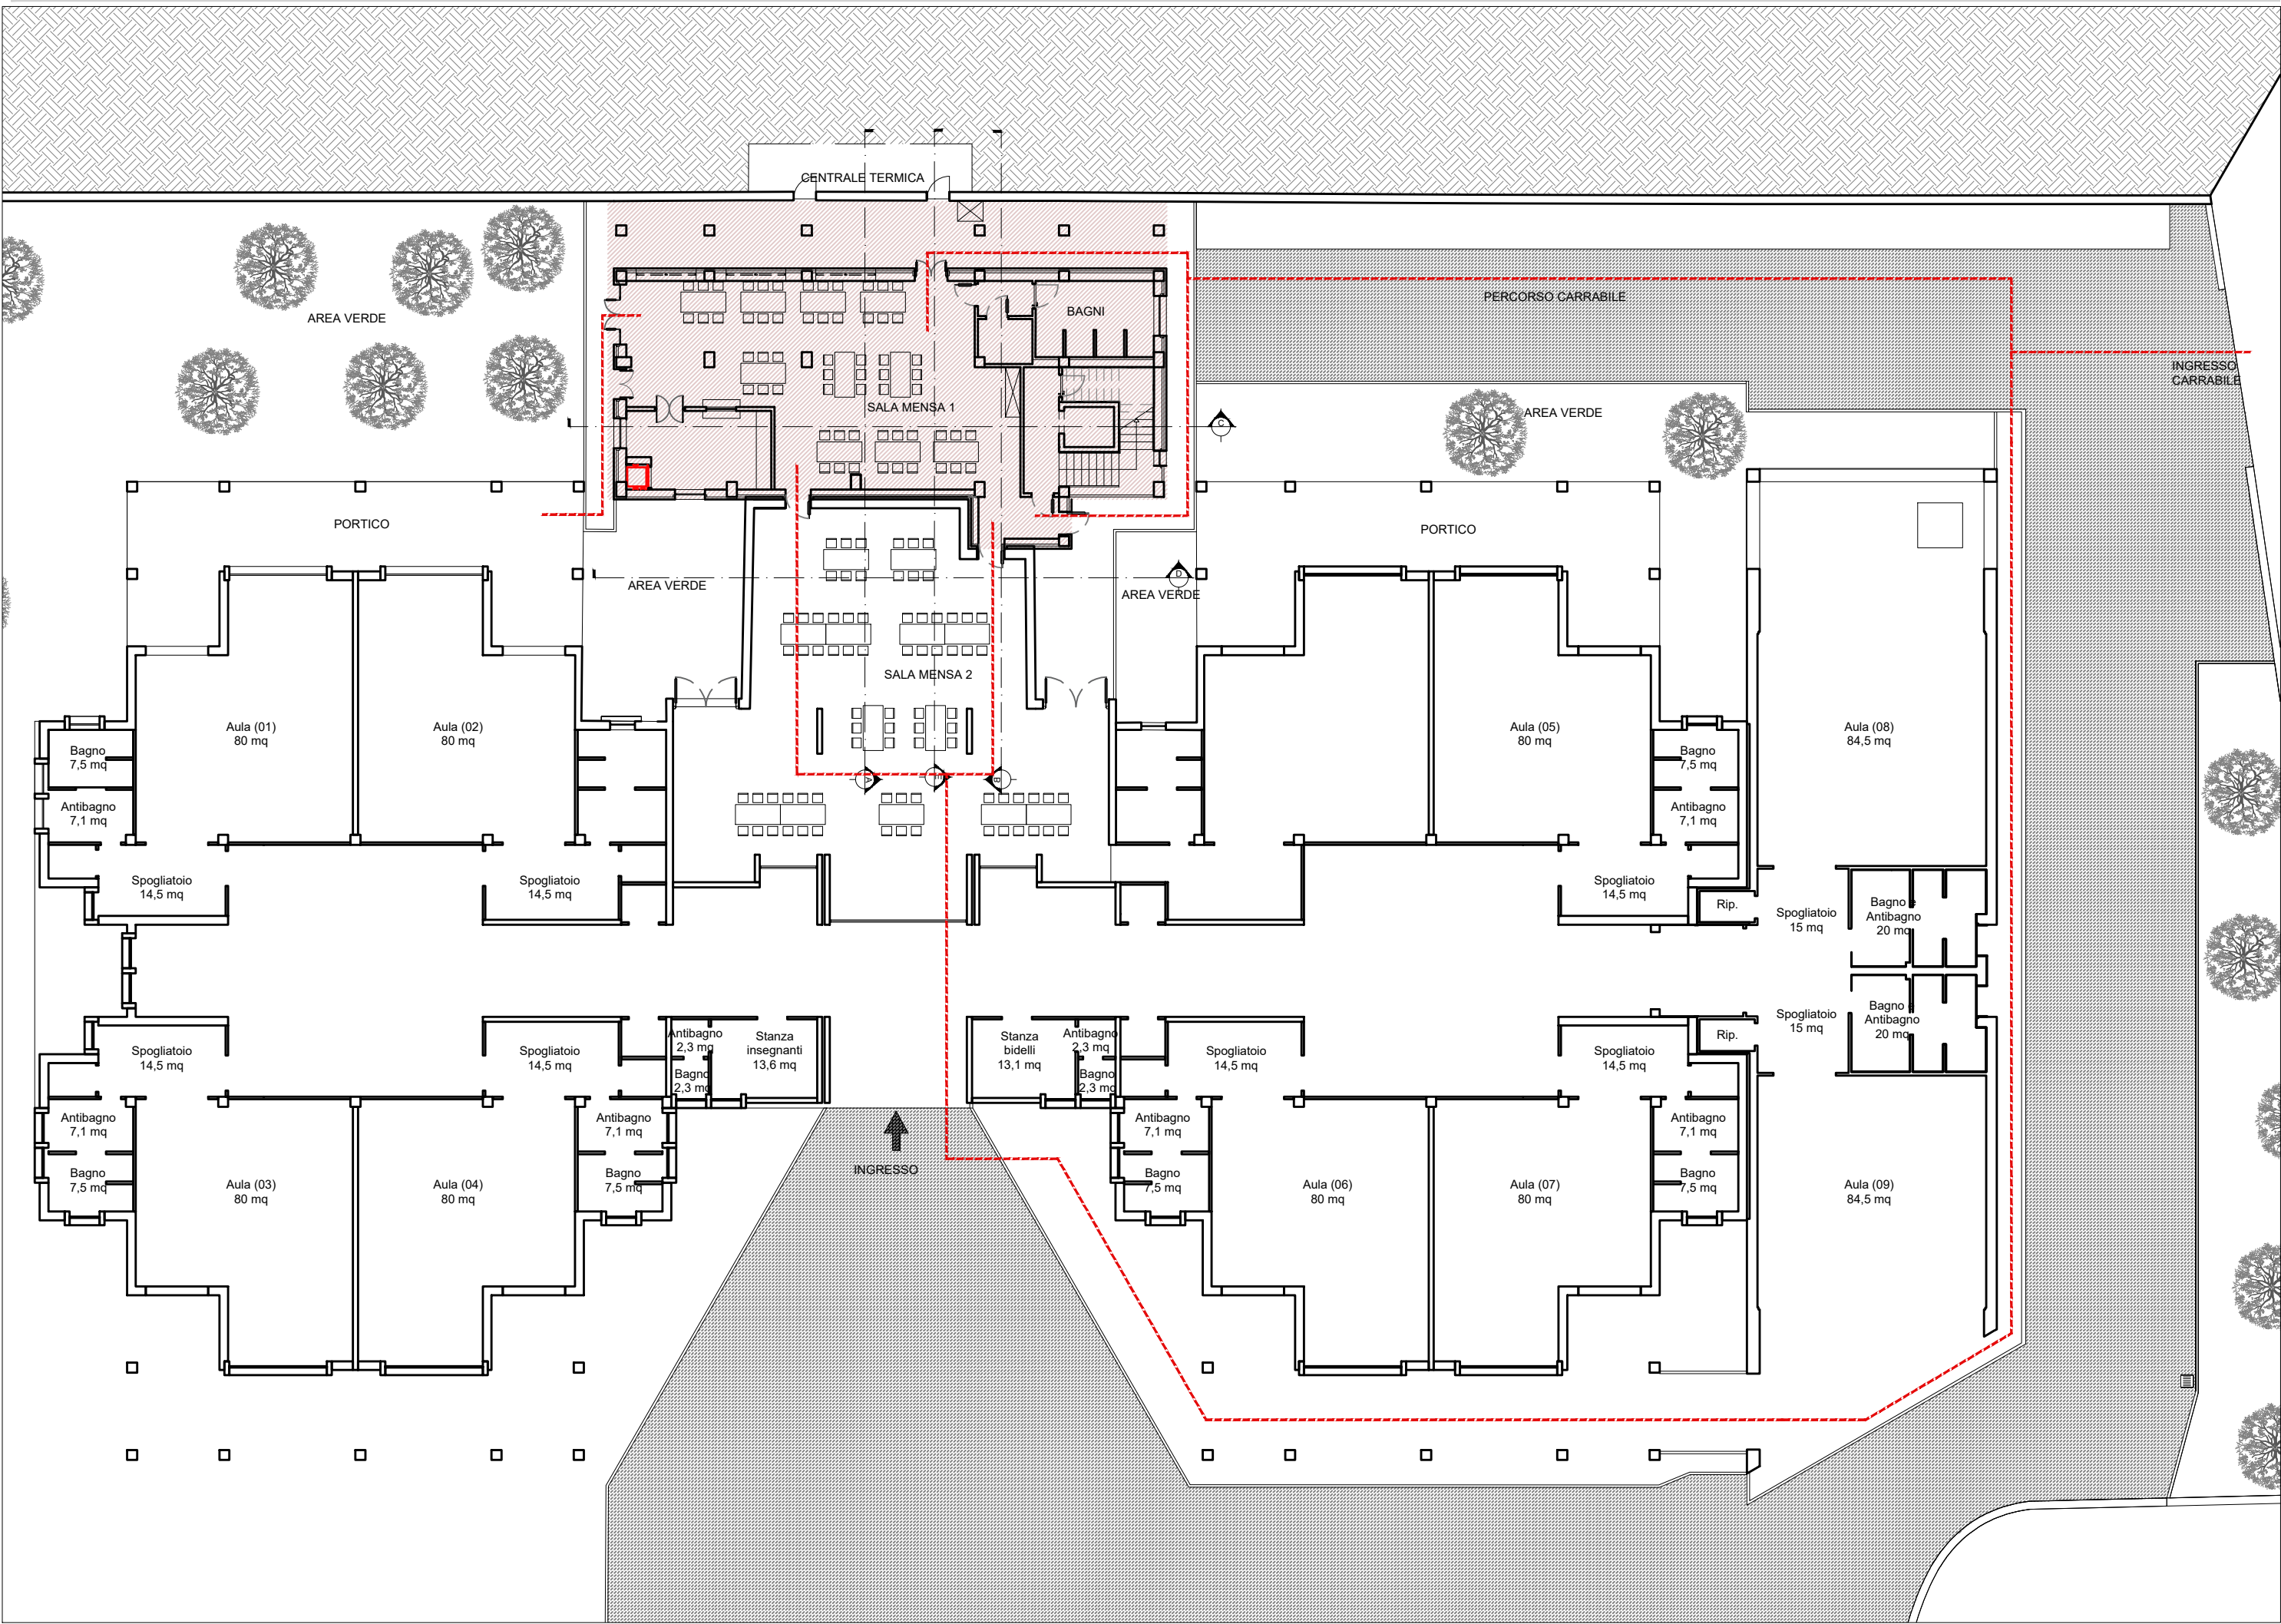 CENTRALE TERMICA
AREA VERDE
BAGNI
PERCORSO CARRABILE
INGRESSO
CARRABILE
SALA MENSA 1
C
AREA VERDE
PORTICO
PORTICO
AREA VERDE
D
AREA VERDE
SALA MENSA 2
Aula (01)
80 mq
Aula (02)
80 mq
Aula (05)
80 mq
Aula (08)
84,5 mq
Bagno
7,5 mq
Bagno
7,5 mq
A
E
B
Antibagno
7,1 mq
Antibagno
7,1 mq
Spogliatoio
14,5 mq
Spogliatoio
14,5 mq
Spogliatoio
14,5 mq
Rip.
Spogliatoio
15 mq
Bagno e
Antibagno
20 mq
Spogliatoio
14,5 mq
Spogliatoio
14,5 mq
Antibagno
2,3 mq
Bagno
2,3 mq
Stanza
insegnanti
13,6 mq
Stanza
bidelli
13,1 mq
Antibagno
2,3 mq
Bagno
2,3 mq
Spogliatoio
14,5 mq
Spogliatoio
14,5 mq
Rip.
Spogliatoio
15 mq
Bagno e
Antibagno
20 mq
Antibagno
7,1 mq
Antibagno
7,1 mq
Antibagno
7,1 mq
Antibagno
7,1 mq
Bagno
7,5 mq
Aula (03)
80 mq
Aula (04)
80 mq
Bagno
7,5 mq
INGRESSO
Bagno
7,5 mq
Aula (06)
80 mq
Aula (07)
80 mq
Bagno
7,5 mq
Aula (09)
84,5 mq